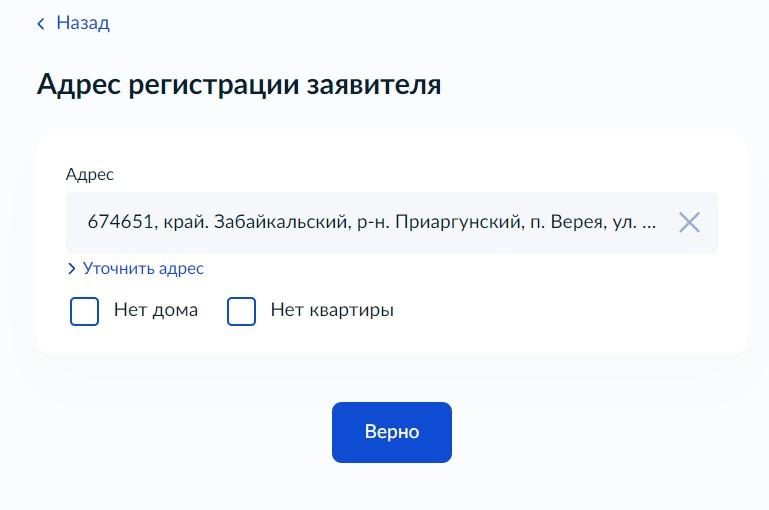 Назад
Адрес регистрации заявителя
Адрес
674651, край. Забайкальский, р-н. Приаргунский, п. Верея, ул. ...
Уточнить адрес
Нет дома Нет квартиры
Верно